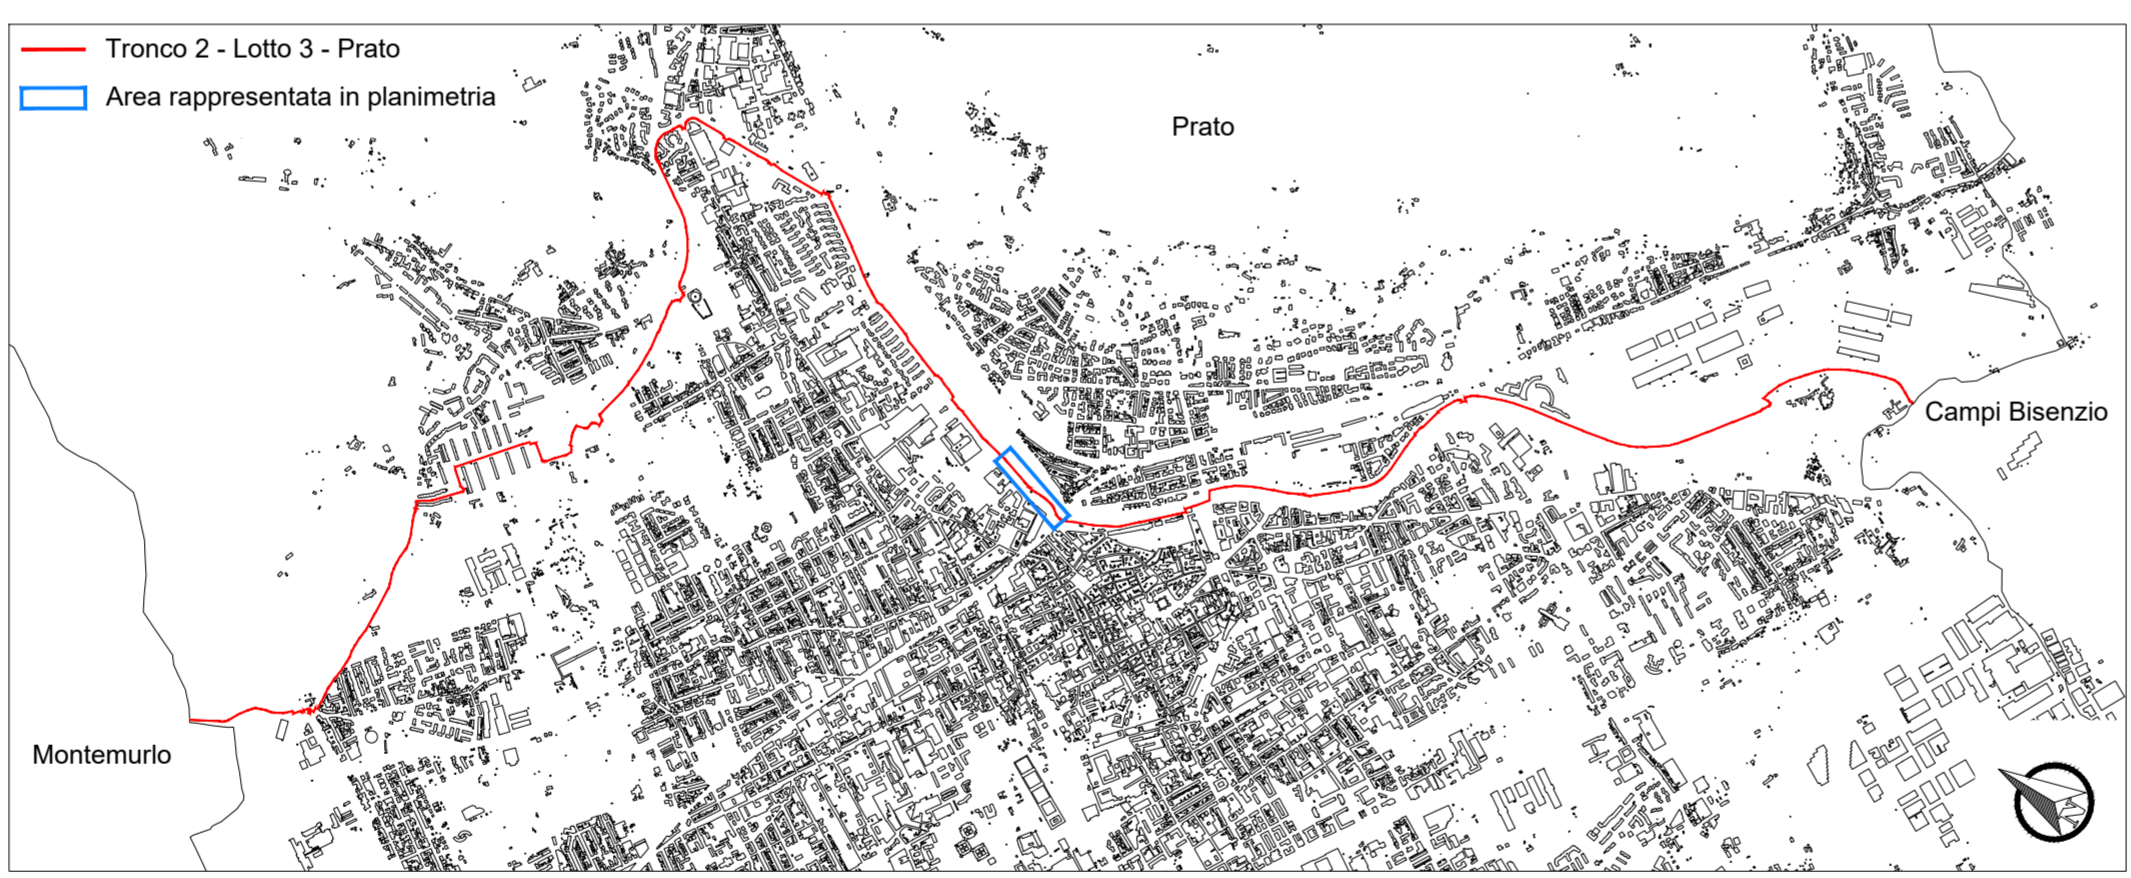 Tronco 2 - Lotto 3 - Prato
Area rappresentata in planimetria
Prato
Campi Bisenzio
Montemurlo
N